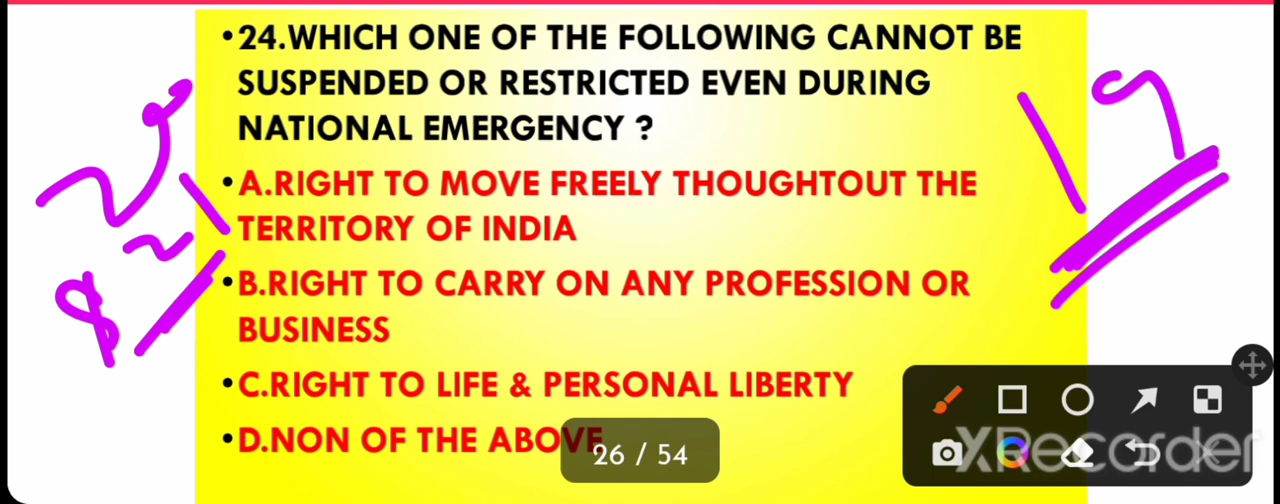 •24.WHICH ONE OF THE FOLLOWING CANNOT BE
SUSPENDED OR RESTRICTED EVEN DURING
NATIONAL EMERGENCY ?
•A.RIGHT TO MOVE FREELY THOUGHTOUT THE
TERRITORY OF INDIA
•B.RIGHT TO CARRY ON ANY PROFESSION OR
BUSINESS
•C.RIGHT TO LIFE & PERSONAL LIBERTY
•D.NON OF THE ABOVE
26 / 54
XRecorder
19